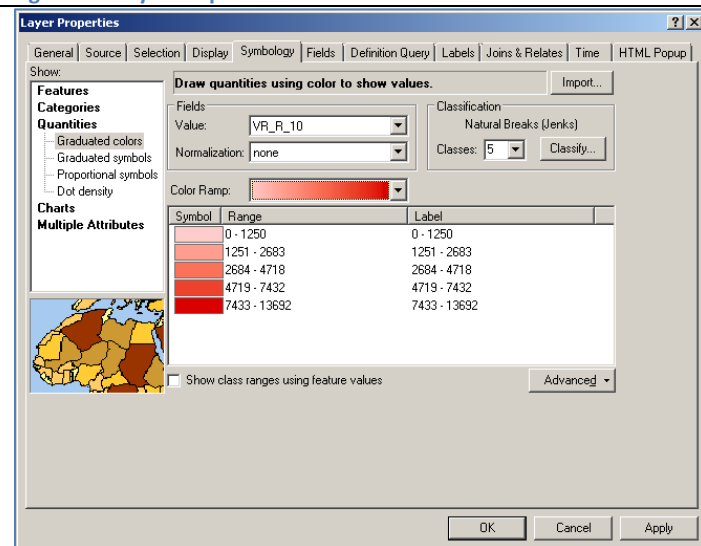 Layer Properties
General Source Selection Display Symbology Fields Definition Query Labels Joins & Relates Time HTML Popup
Show:
Features
Categories
Quantities
Graduated colors
Graduated symbols
Proportional symbols
Dot density
Charts
Multiple Attributes
Draw quantities using color to show values.
Import...
Fields
Value: VR_R_10
Normalization: none
Classification
Natural Breaks (Jenks)
Classes: 5 Classify...
Color Ramp:
Symbol Range Label
0 - 1250 0 - 1250
1251 - 2683 1251 - 2683
2684 - 4718 2684 - 4718
4719 - 7432 4719 - 7432
7433 - 13692 7433 - 13692
Show class ranges using feature values
Advanced
OK Cancel Apply